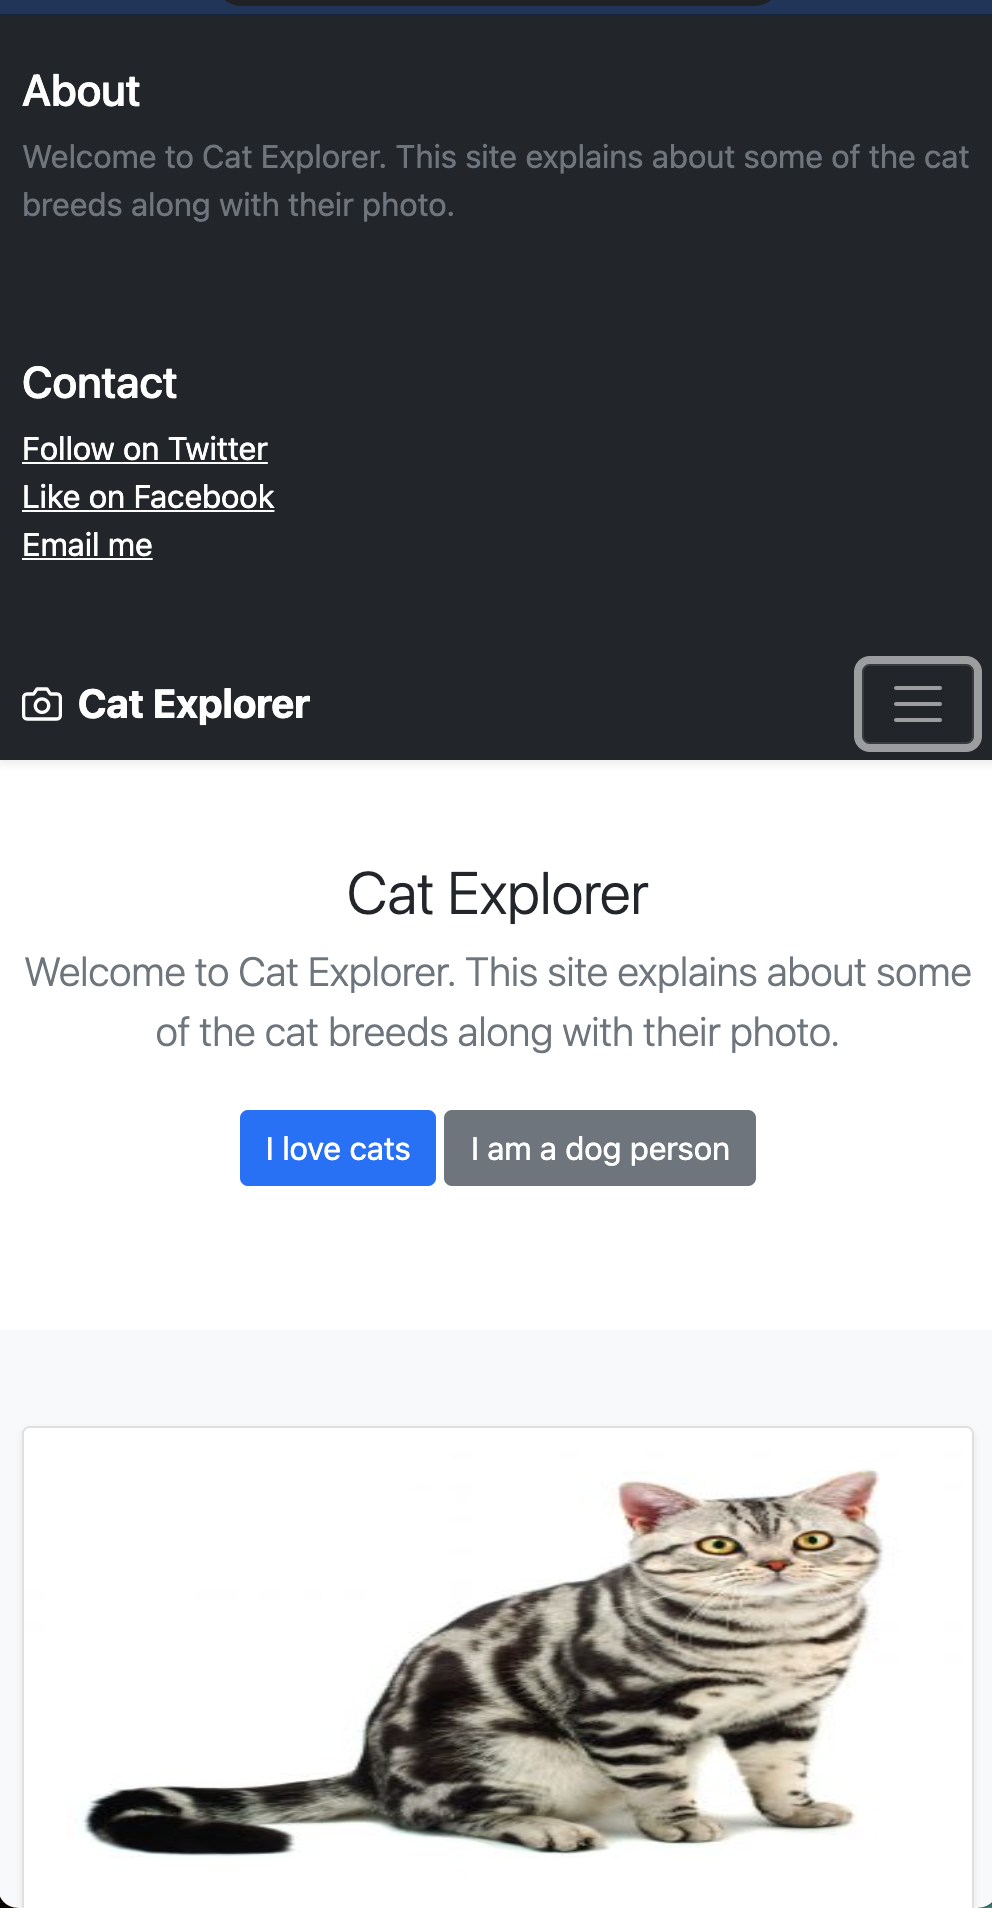 About
Welcome to Cat Explorer. This site explains about some of the cat
breeds along with their photo.
Contact
Follow on Twitter
Like on Facebook
Email me
Cat Explorer
Cat Explorer
Welcome to Cat Explorer. This site explains about some
of the cat breeds along with their photo.
I love cats
I am a dog person